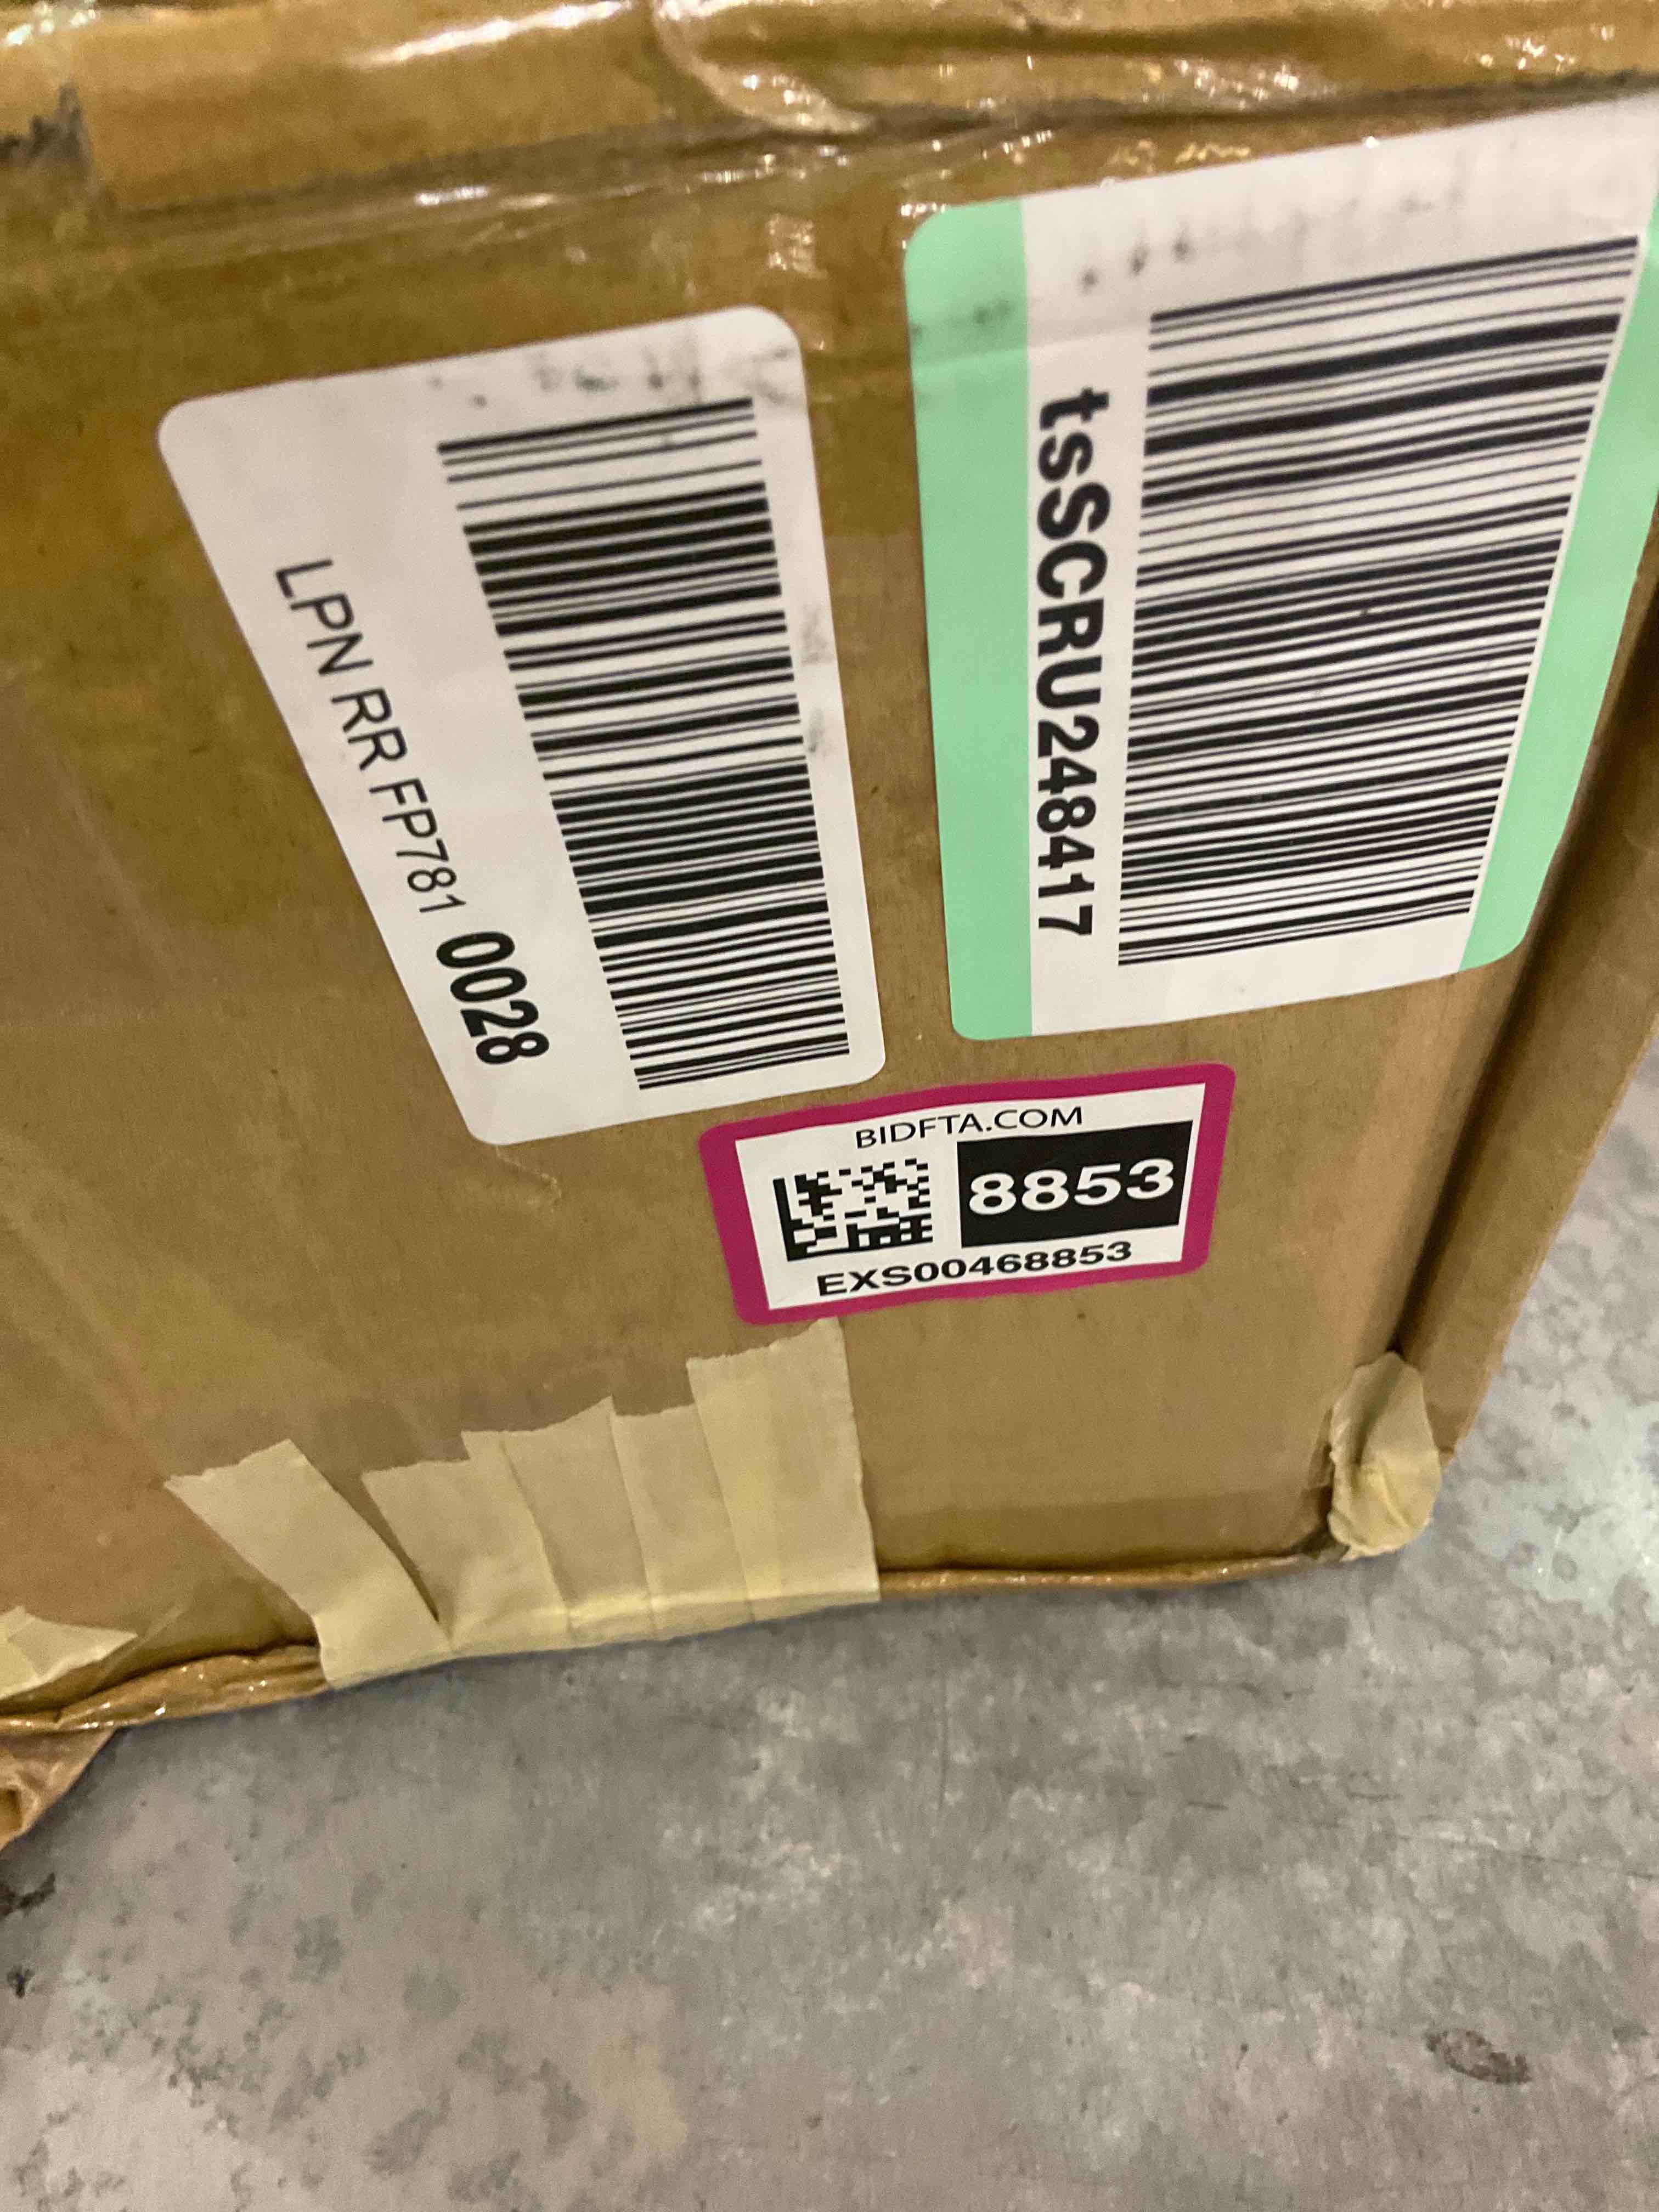 LPN RR FP781 0028
tsSCRU248417
BIDFTA.COM
8853
EXS00468853